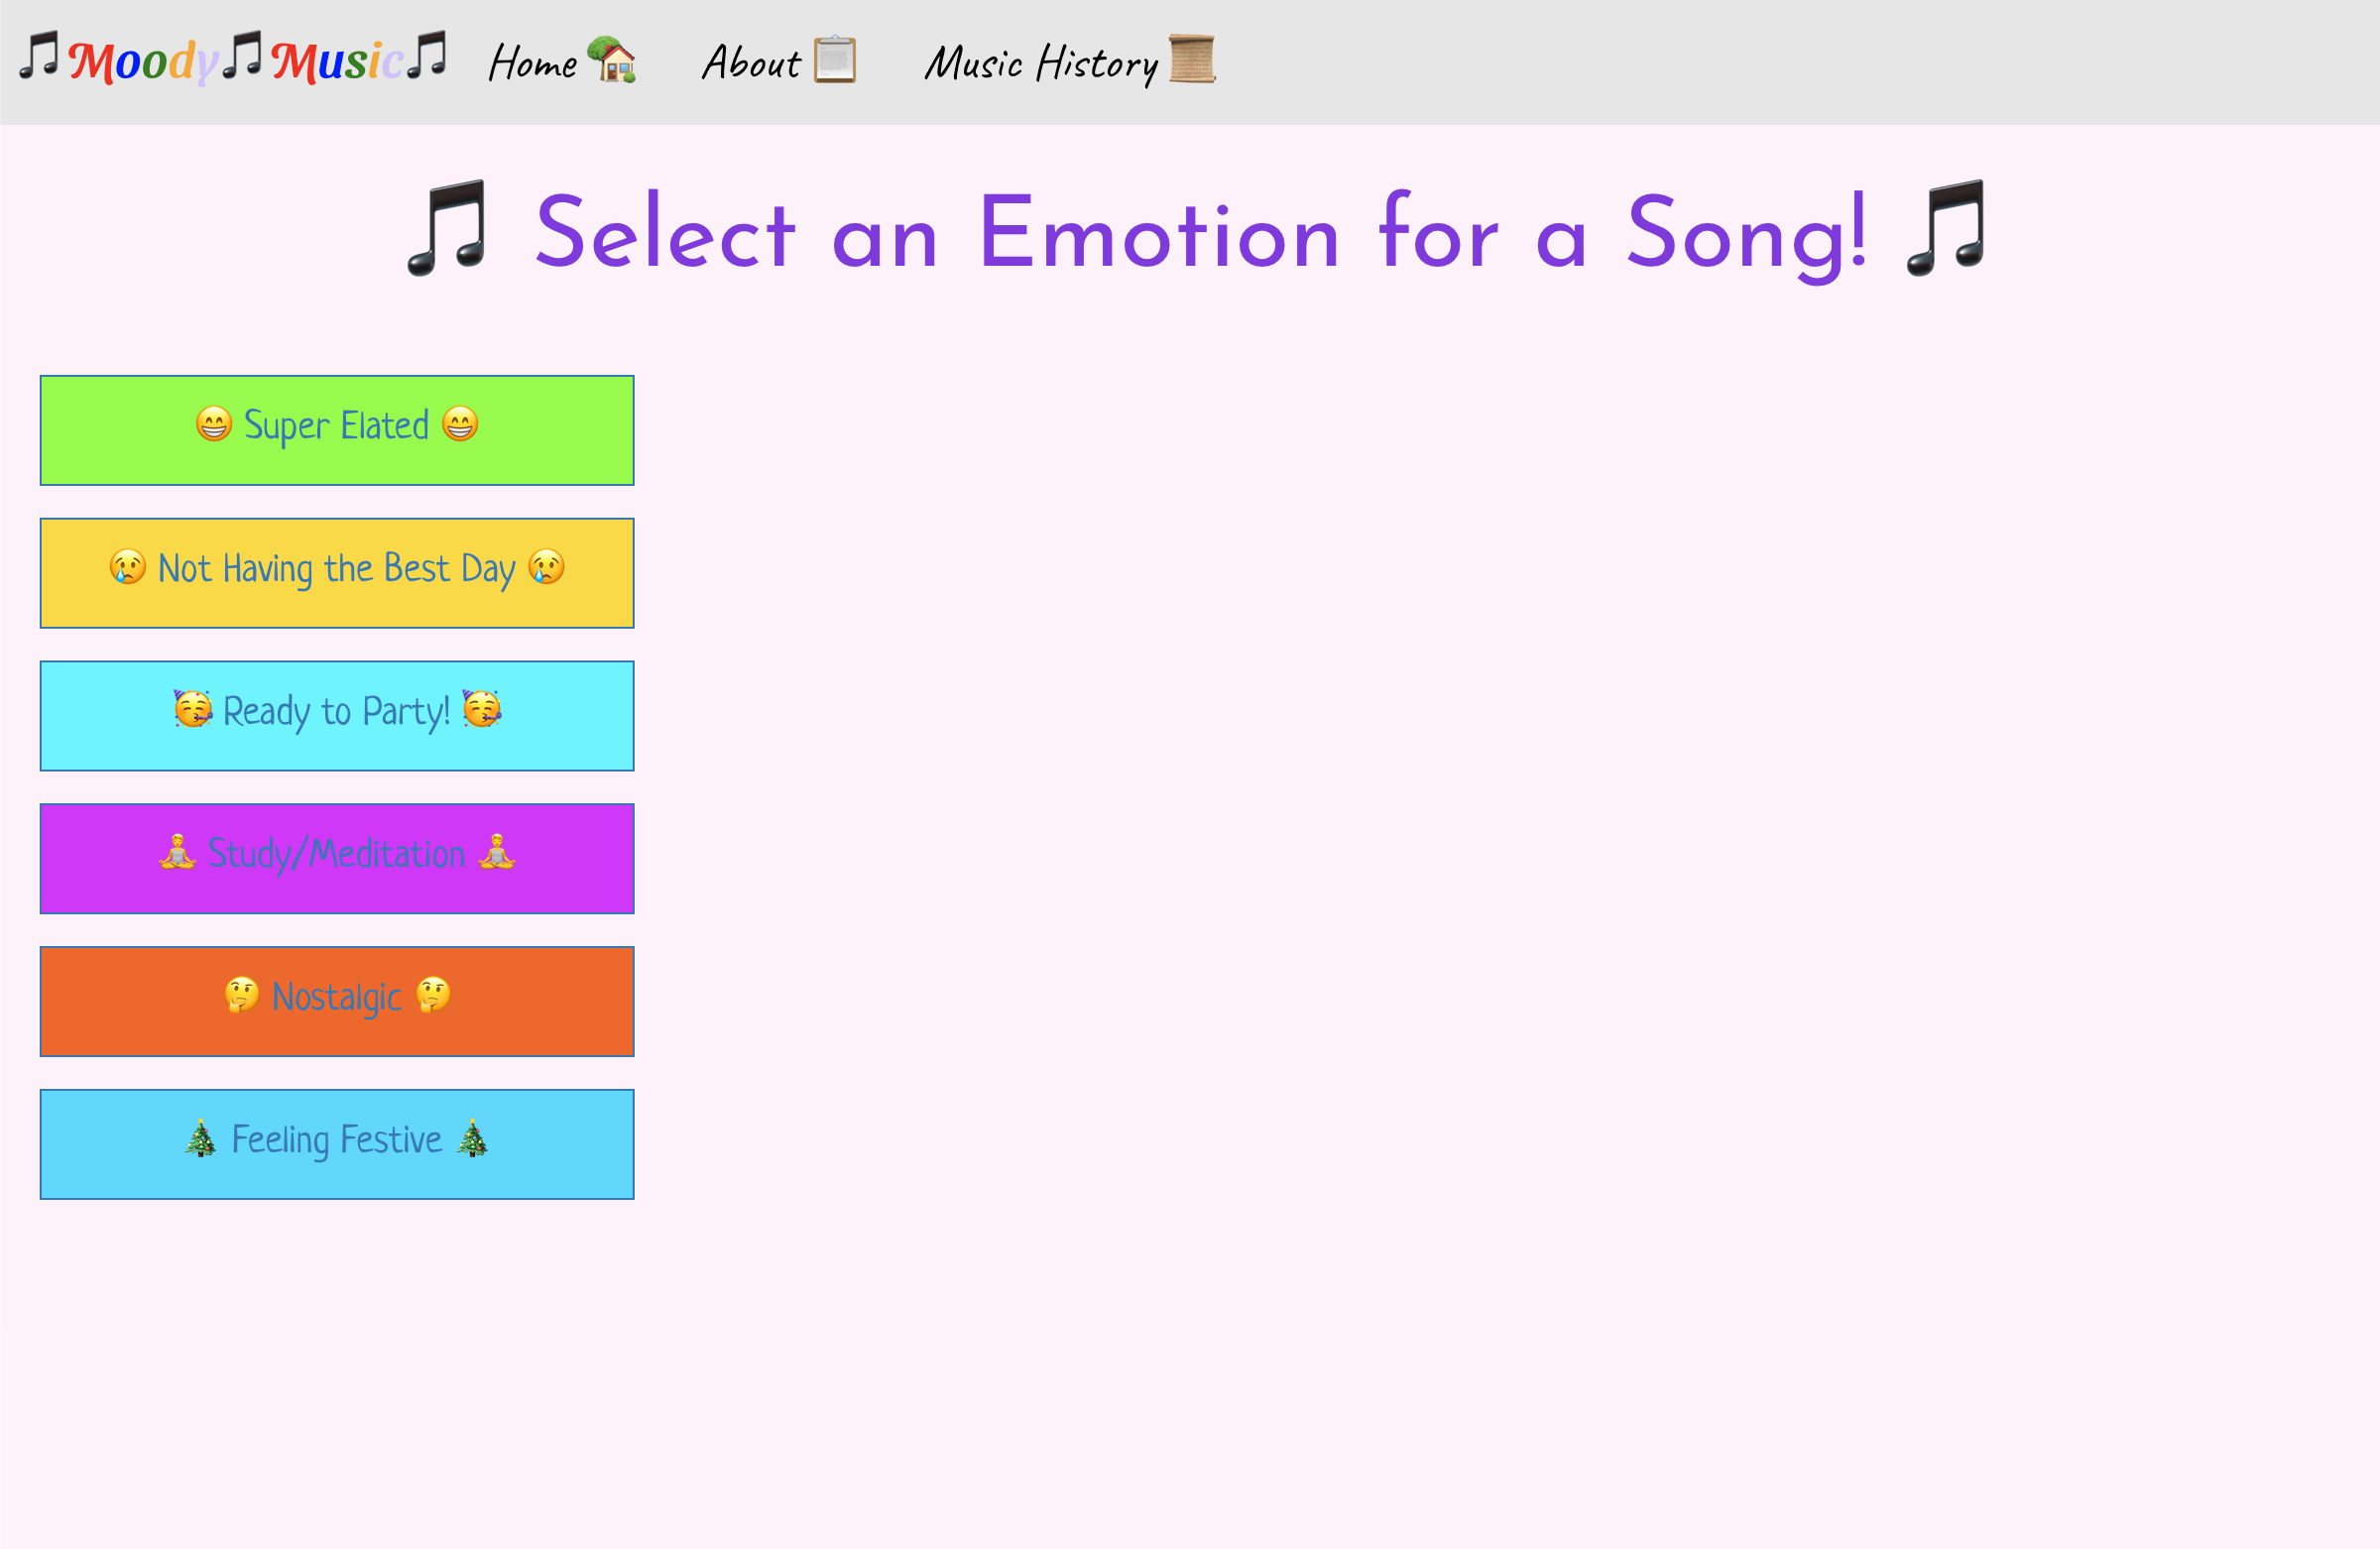 🎵Moody🎵Music🎵 Home 🏡 About 📋 Music History📜
🎵 Select an Emotion for a Song! 🎵
😁 Super Elated 😁
😢 Not Having the Best Day 😢
🥳 Ready to Party! 🥳
🧘 Study/Meditation 🧘
🤔 Nostalgic 🤔
🎄 Feeling Festive 🎄